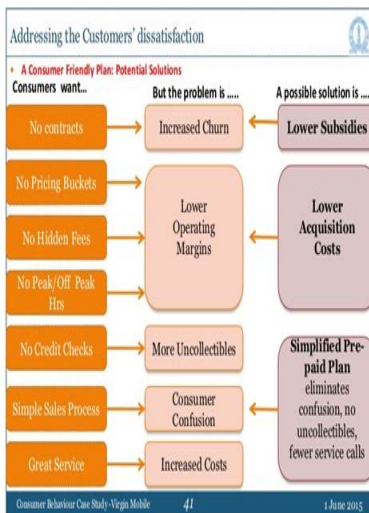 Addressing the Customers' dissatisfaction
• A Consumer Friendly Plan: Potential Solutions
Consumers want...
But the problem is .....
A possible solution is ....
No contracts
Increased Churn
Lower Subsidies
No Pricing Buckets
No Hidden Fees
No Peak/Off Peak
Hrs
Lower
Operating
Margins
Lower
Acquisition
Costs
No Credit Checks
More Uncollectibles
Simple Sales Process
Consumer
Confusion
Great Service
Increased Costs
Simplified Pre-
paid Plan
eliminates
confusion, no
uncollectibles,
fewer service calls
Consumer Behaviour Case Study -Virgin Mobile
41
1 June 2015